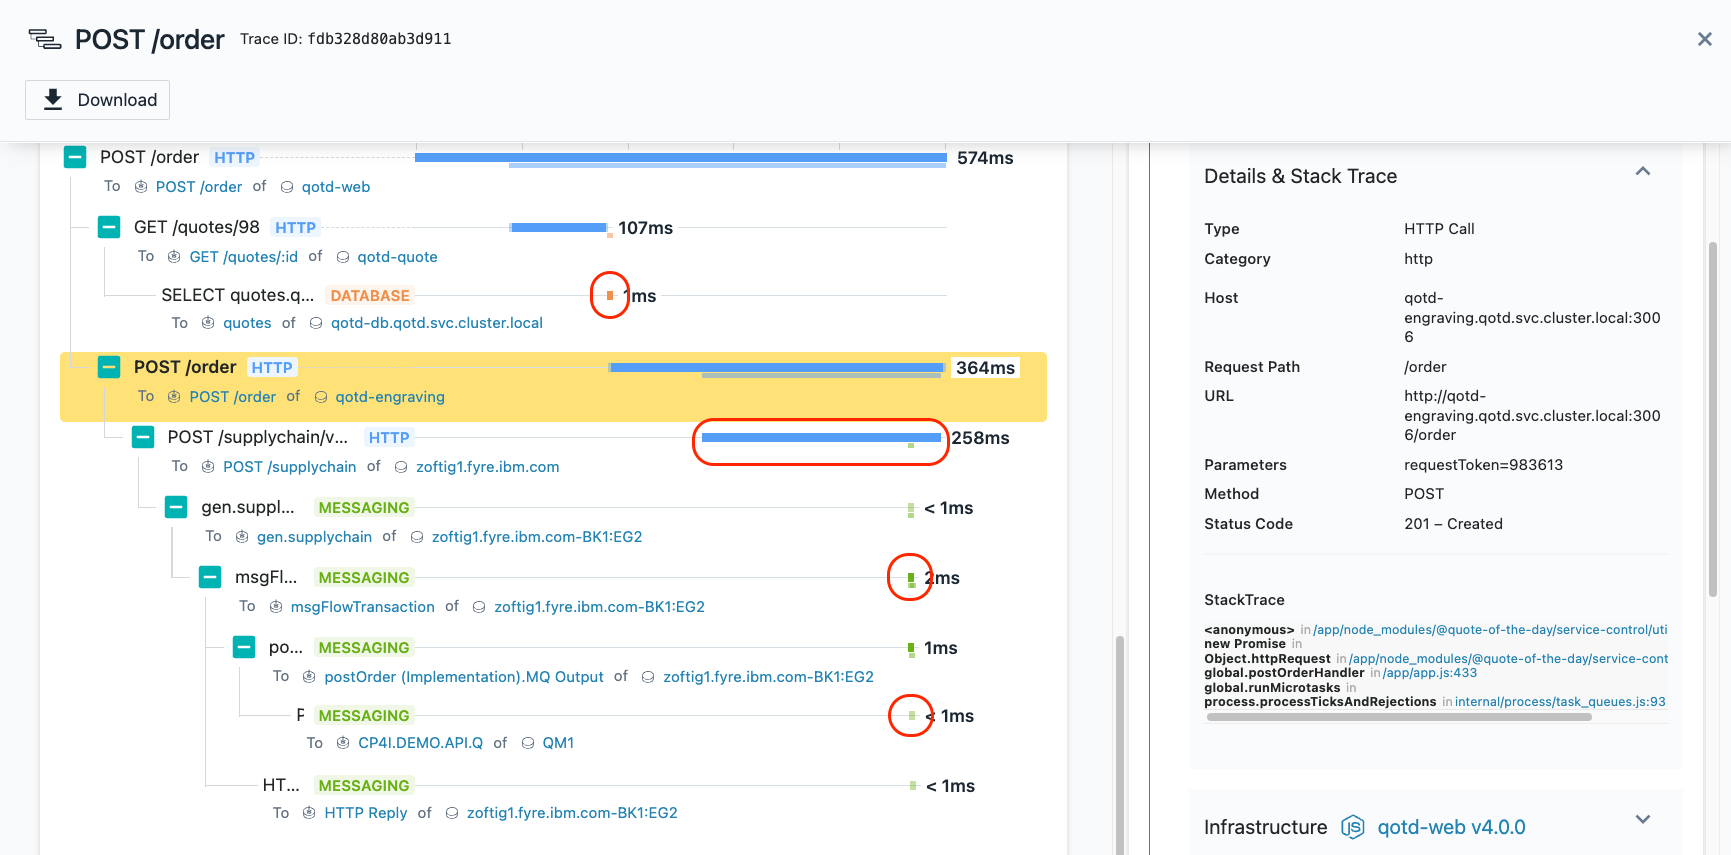 POST /order Trace ID: fdb328d80ab3d911
Download
POST /order HTTP 574ms
To POST /order of qotd-web
GET /quotes/98 HTTP 107ms
To GET /quotes/:id of qotd-quote
SELECT quotes.q... DATABASE 1ms
To quotes of qotd-db.qotd.svc.cluster.local
POST /order HTTP 364ms
To POST /order of qotd-engraving
POST /supplychain/v... HTTP 258ms
To POST /supplychain of zoftig1.fyre.ibm.com
gen.suppl... MESSAGING < 1ms
To gen.supplychain of zoftig1.fyre.ibm.com-BK1:EG2
msgFl... MESSAGING 2ms
To msgFlowTransaction of zoftig1.fyre.ibm.com-BK1:EG2
po... MESSAGING 1ms
To postOrder (Implementation).MQ Output of zoftig1.fyre.ibm.com-BK1:EG2
P MESSAGING < 1ms
To CP4I.DEMO.API.Q of QM1
HT... MESSAGING < 1ms
To HTTP Reply of zoftig1.fyre.ibm.com-BK1:EG2
Details & Stack Trace
Type HTTP Call
Category http
Host qotd-
engraving.qotd.svc.cluster.local:300
6
Request Path /order
URL http://qotd-
engraving.qotd.svc.cluster.local:300
6/order
Parameters requestToken=983613
Method POST
Status Code 201 – Created
StackTrace
<anonymous> in /app/node_modules/@quote-of-the-day/service-control/uti
new Promise in
Object.httpRequest in /app/node_modules/@quote-of-the-day/service-cont
global.postOrderHandler in /app/app.js:433
global.runMicrotasks in
process.processTicksAndRejections in internal/process/task_queues.js:93
Infrastructure JS qotd-web v4.0.0